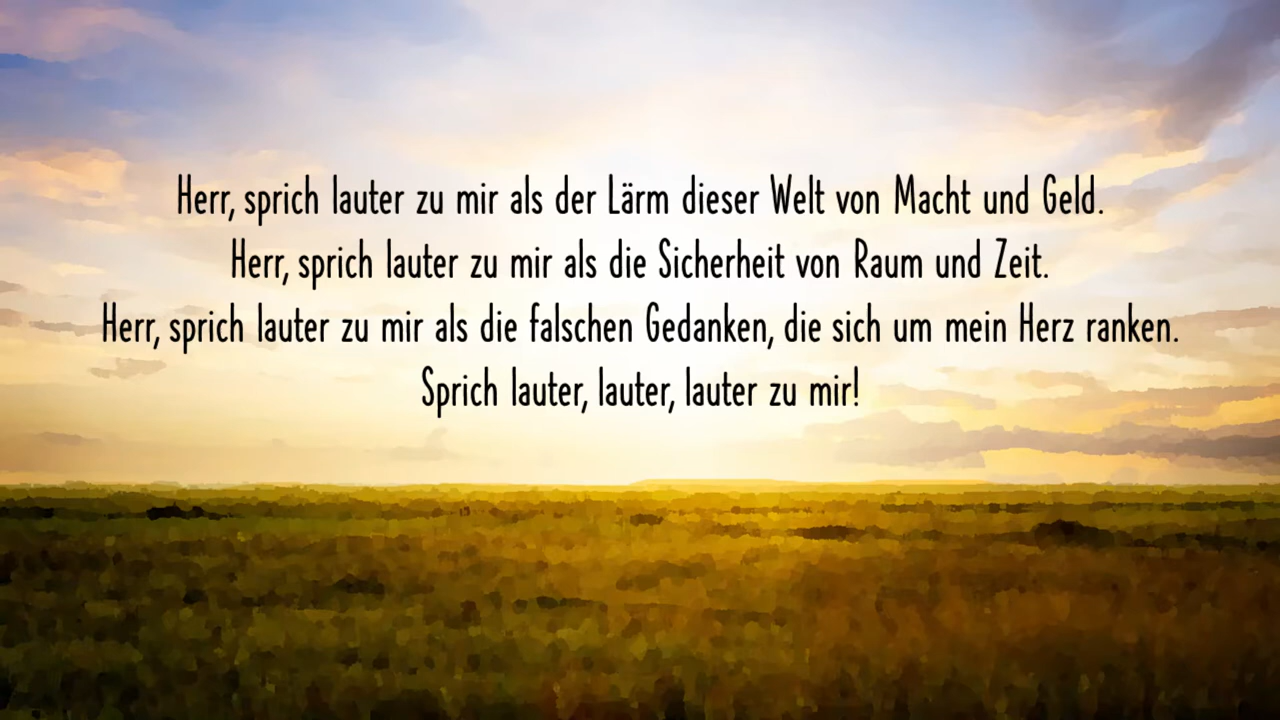 Herr, sprich lauter zu mir als der Lärm dieser Welt von Macht und Geld.
Herr, sprich lauter zu mir als die Sicherheit von Raum und Zeit.
Herr, sprich lauter zu mir als die falschen Gedanken, die sich um mein Herz ranken.
Sprich lauter, lauter, lauter zu mir!